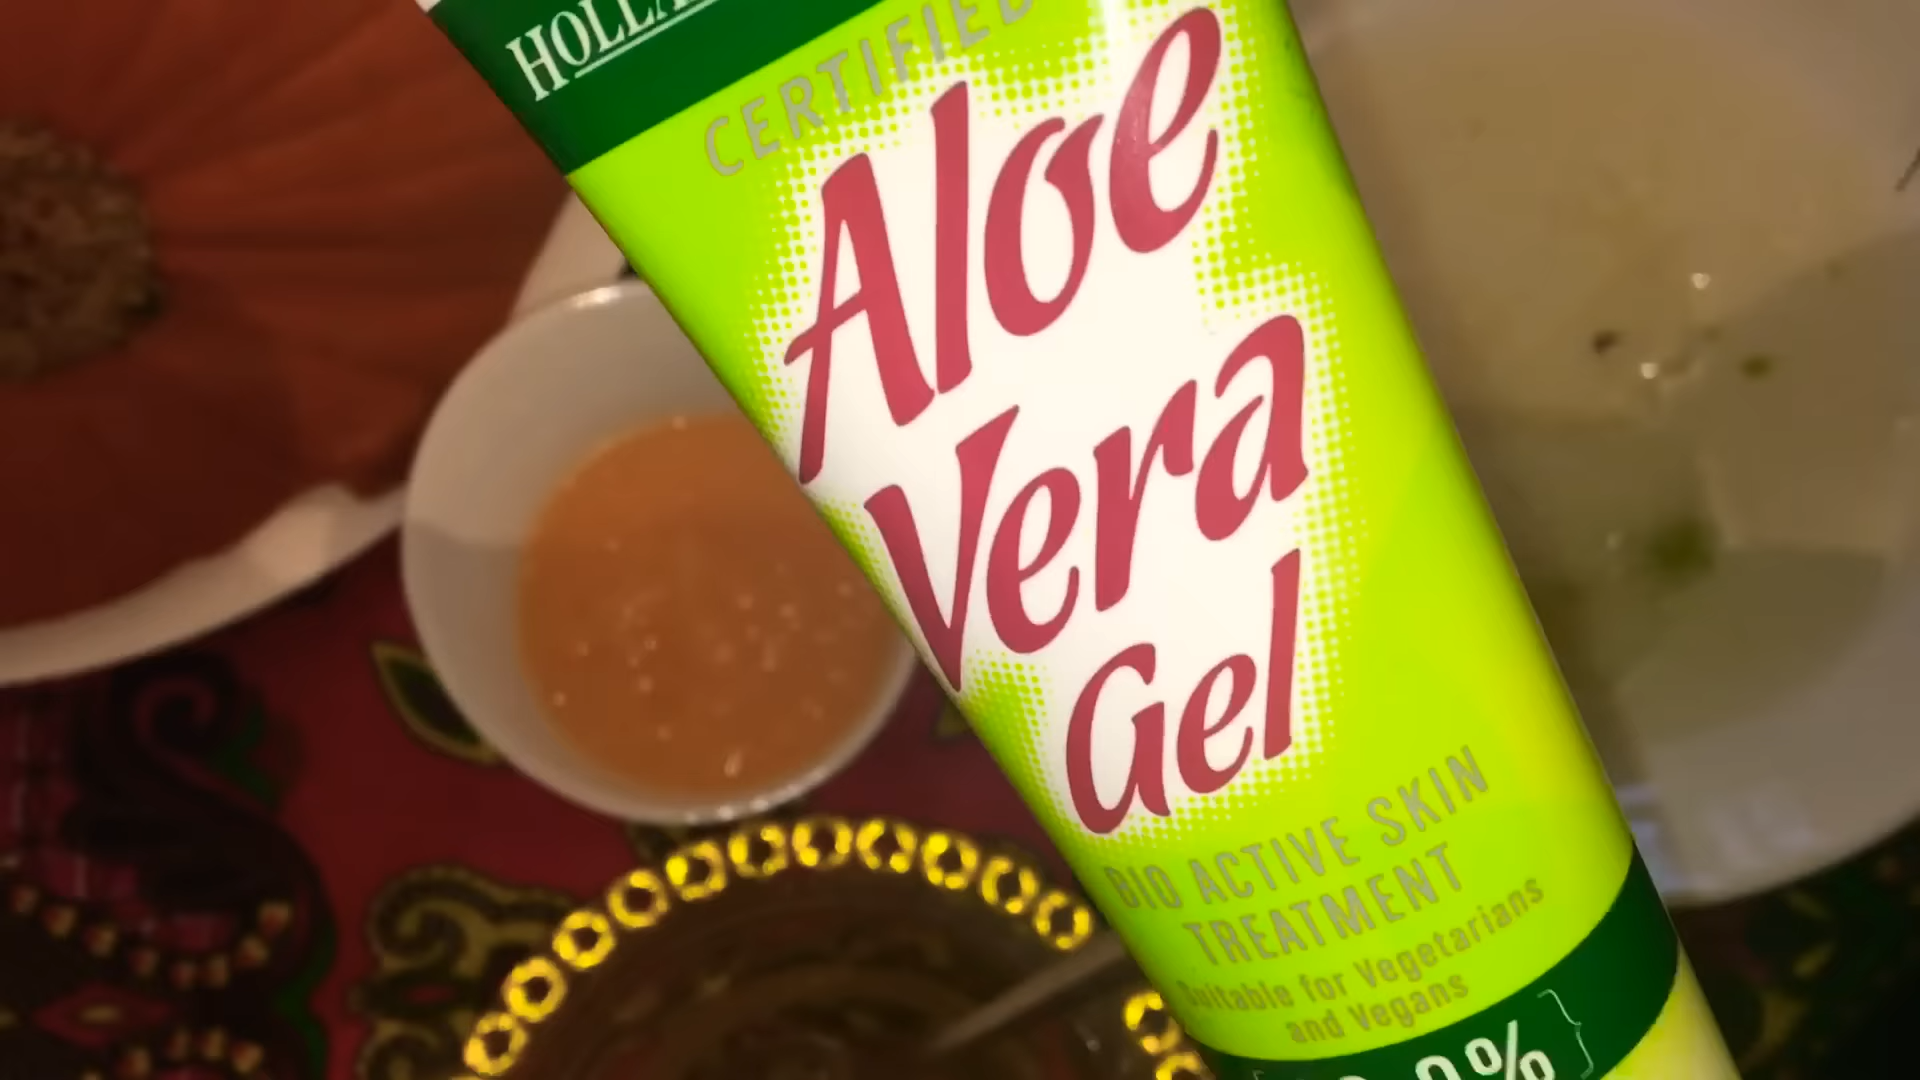 CERTIFIED
Aloe
Vera
Gel
BIO ACTIVE SKIN
TREATMENT
Suitable for Vegetarians
and Vegans